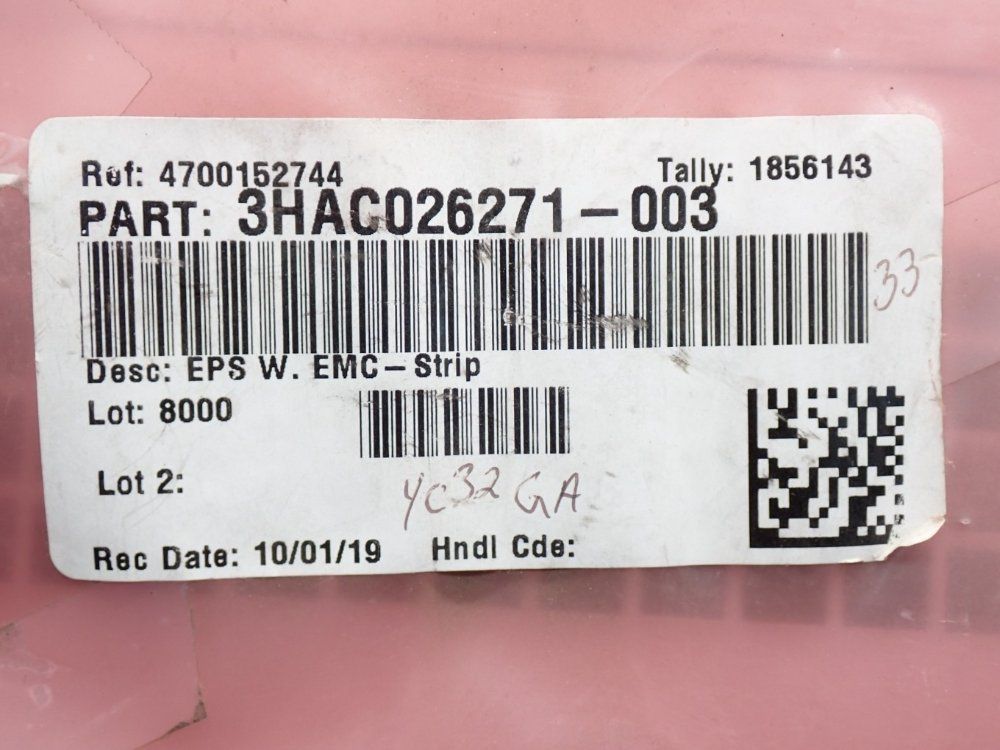 Ref: 4700152744 Tally: 1856143
PART: 3HAC026271-003
33
Desc: EPS W. EMC-Strip
Lot: 8000
Lot 2:
YC32 GA
Rec Date: 10/01/19 Hndl Cde: